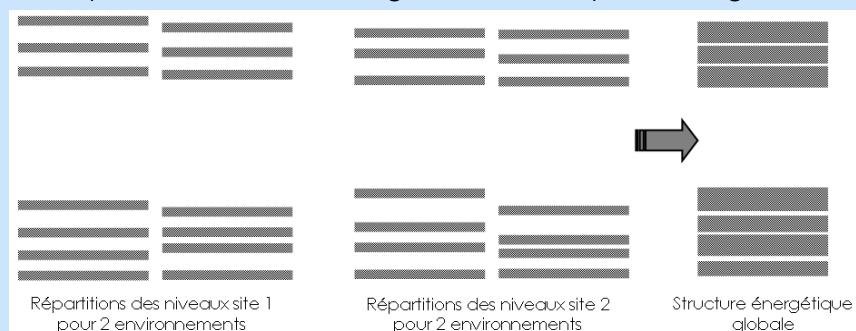 Répartitions des niveaux site 1
pour 2 environnements
Répartitions des niveaux site 2
pour 2 environnements
Structure énergétique
globale